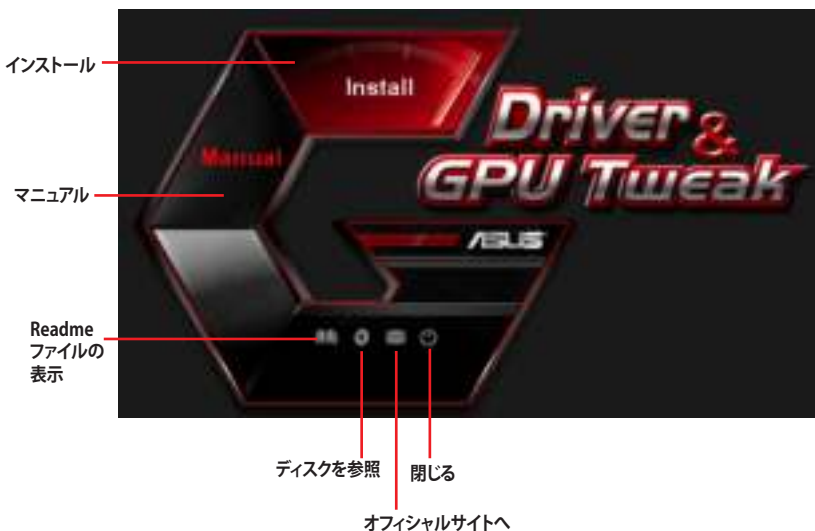 インストール
Install
Driver &
GPU Tweak
Manual
マニュアル
ASUS
Readme
ファイルの
表示
ディスクを参照
閉じる
オフィシャルサイトへ